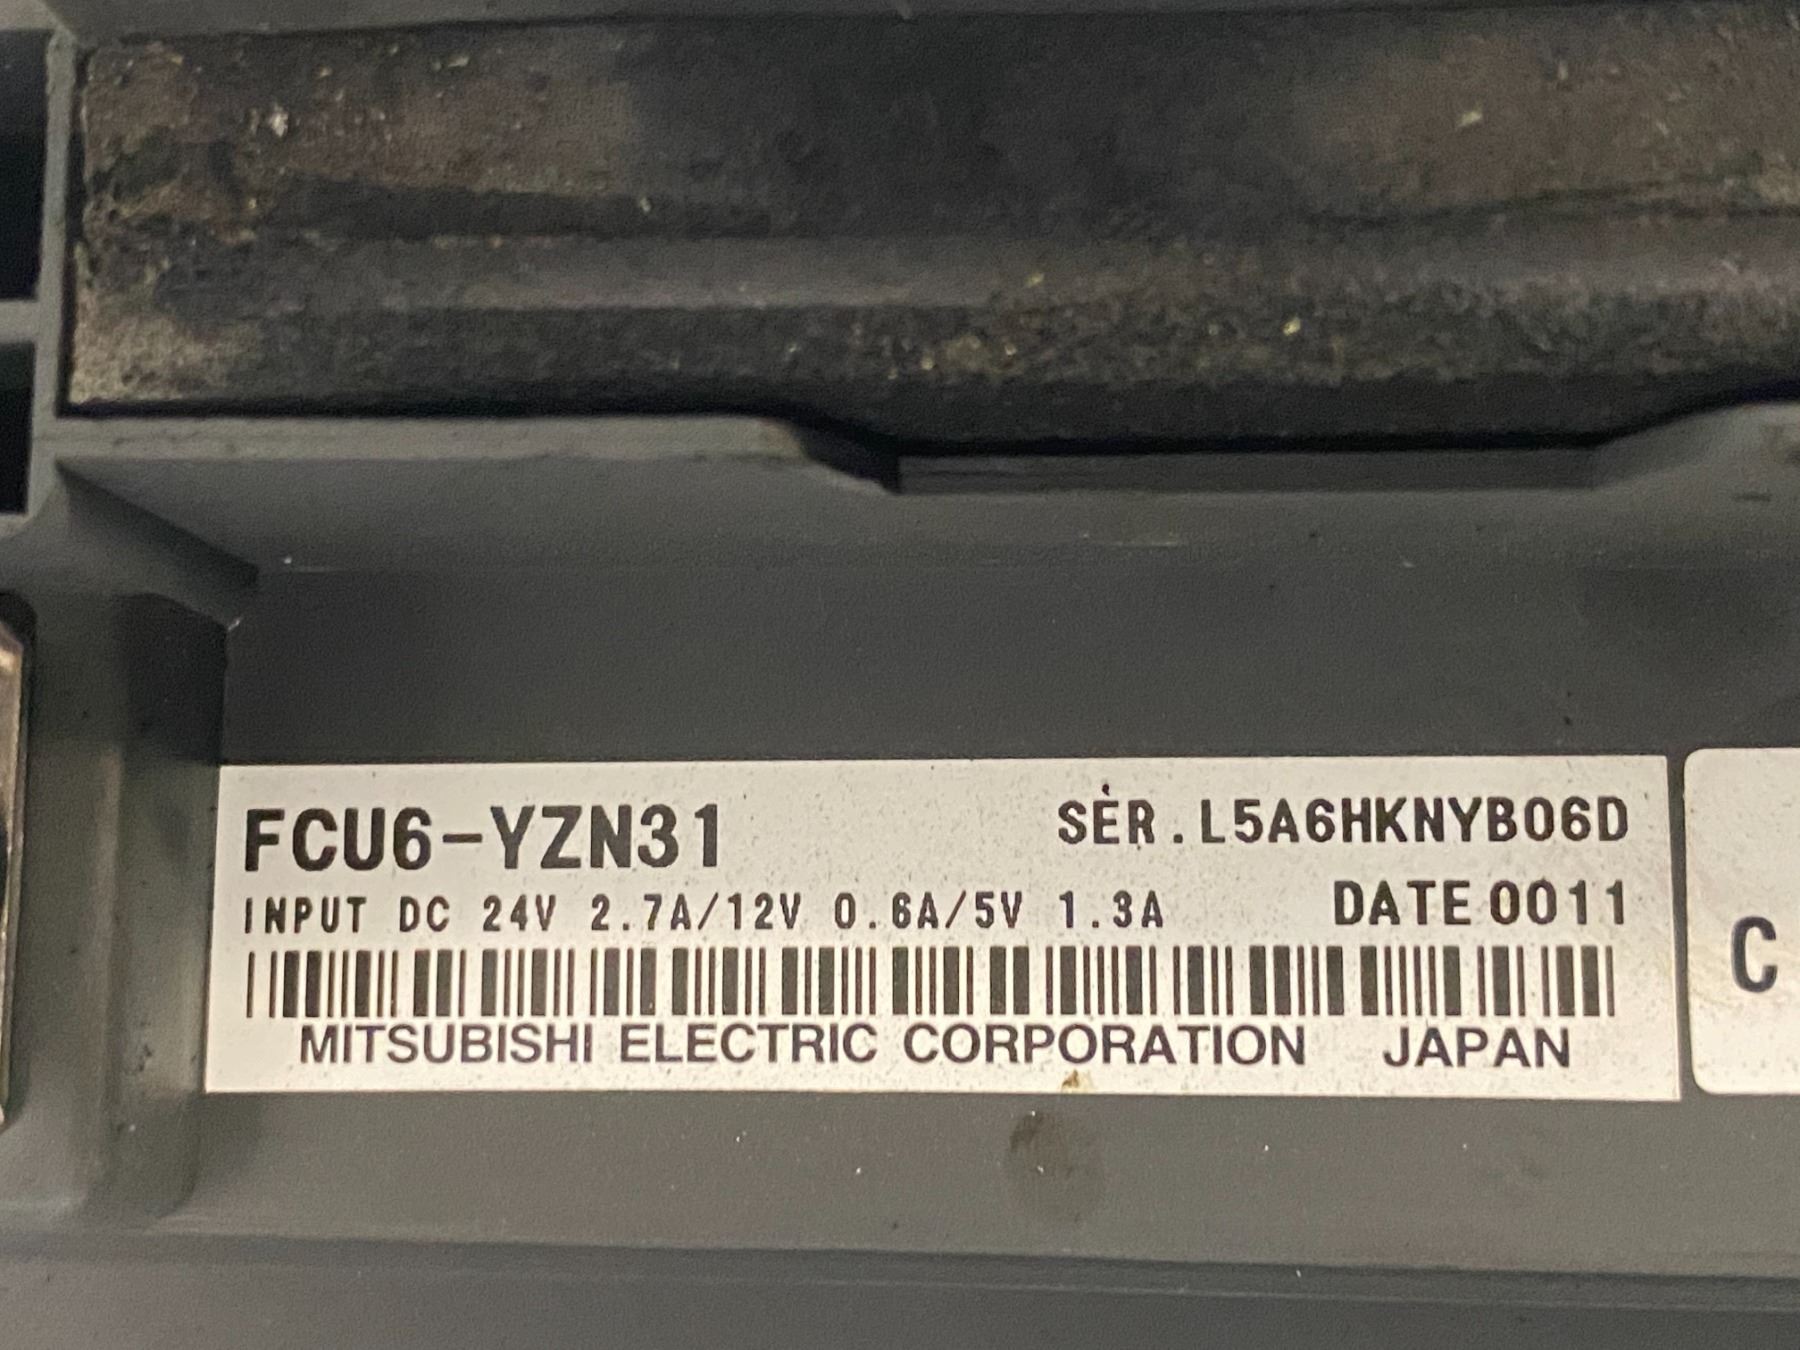 FCU6-YZN31 SER.L5A6HKNYB06D
INPUT DC 24V 2.7A/12V 0.6A/5V 1.3A DATE 0011
MITSUBISHI ELECTRIC CORPORATION JAPAN
C